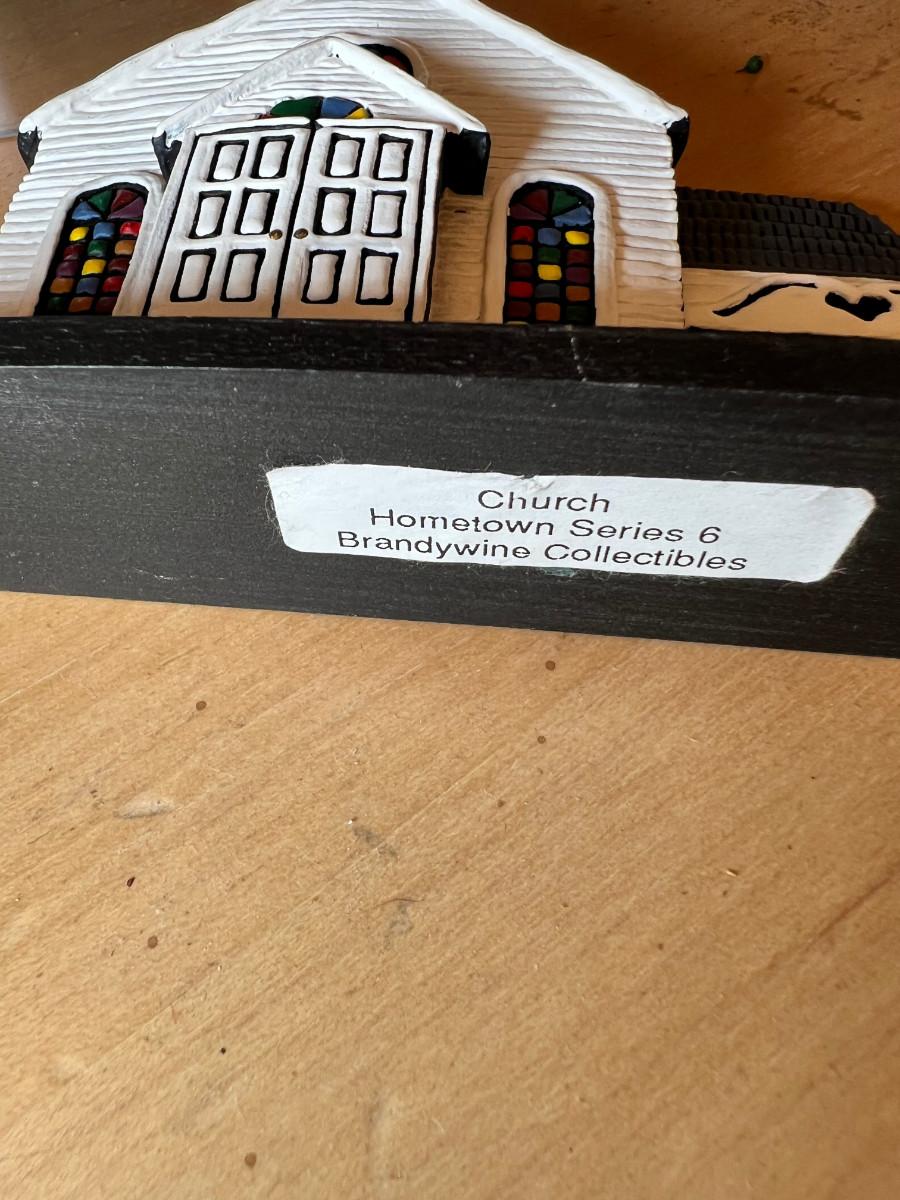 Church
Hometown Series 6
Brandywine Collectibles